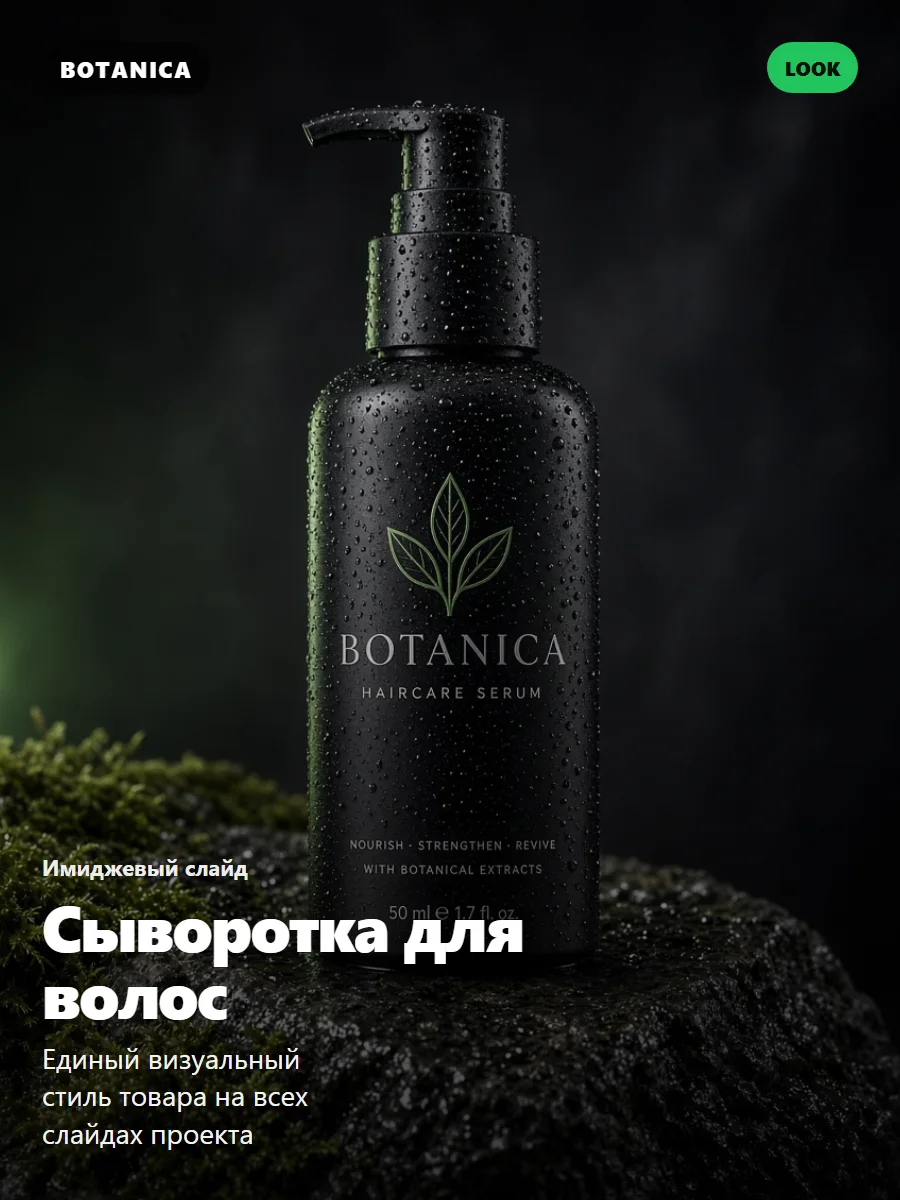 BOTANICA
LOOK
BOTANICA
HAIRCARE SERUM
NOURISH · STRENGTHEN · REVIVE
WITH BOTANICAL EXTRACTS
50 ml ℮ 1.7 fl. oz.
Имиджевый слайд
Сыворотка для
волос
Единый визуальный
стиль товара на всех
слайдах проекта